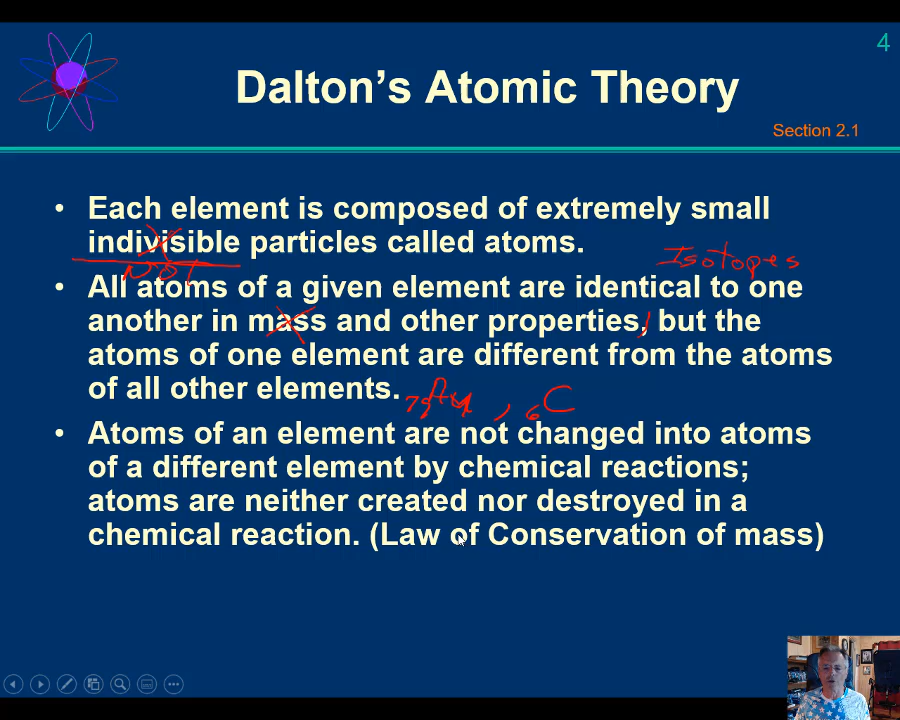 4
Dalton's Atomic Theory
Section 2.1
• Each element is composed of extremely small
indivisible particles called atoms.
NOT
Isotopes
• All atoms of a given element are identical to one
another in mass and other properties, but the
atoms of one element are different from the atoms
of all other elements.
79Au, 6C
• Atoms of an element are not changed into atoms
of a different element by chemical reactions;
atoms are neither created nor destroyed in a
chemical reaction. (Law of Conservation of mass)